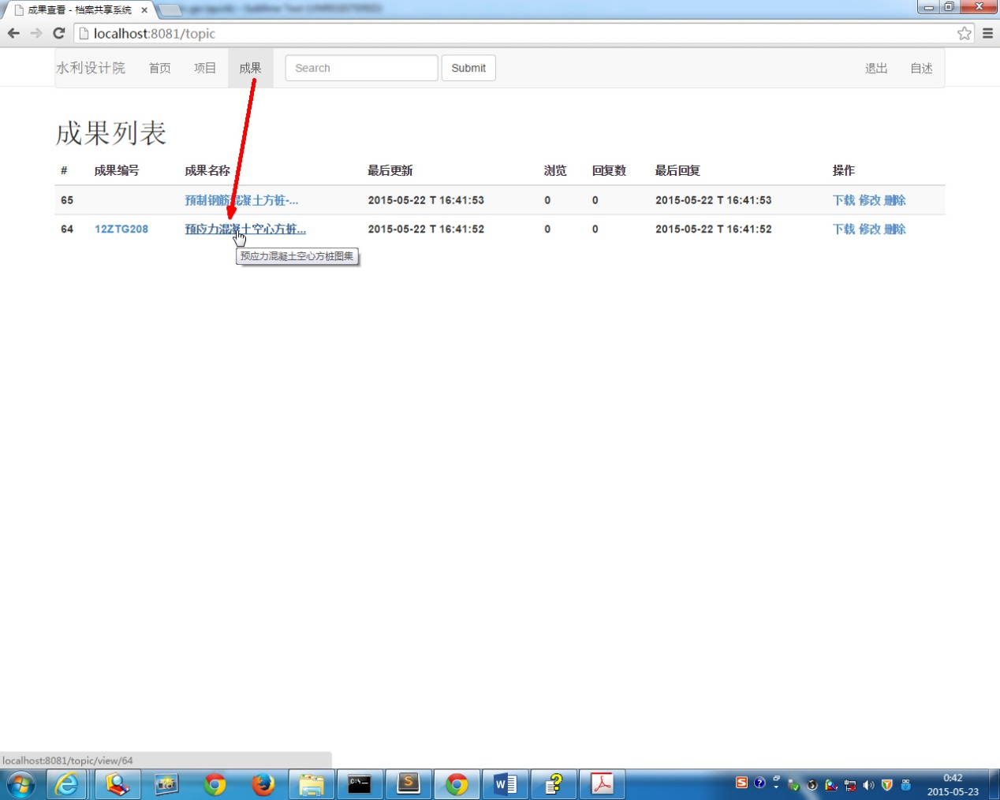 成果查看 - 档案共享系统
localhost:8081/topic
水利设计院 首页 项目 成果 Search Submit 退出 自述
成果列表
# 成果编号 成果名称 最后更新 浏览 回复数 最后回复 操作
65 预制钢筋混凝土方桩-... 2015-05-22 T 16:41:53 0 0 2015-05-22 T 16:41:53 下载 修改 删除
64 12ZTG208 预应力混凝土空心方桩... 2015-05-22 T 16:41:52 0 0 2015-05-22 T 16:41:52 下载 修改 删除
预应力混凝土空心方桩图集
localhost:8081/topic/view/64
0:42
2015-05-23